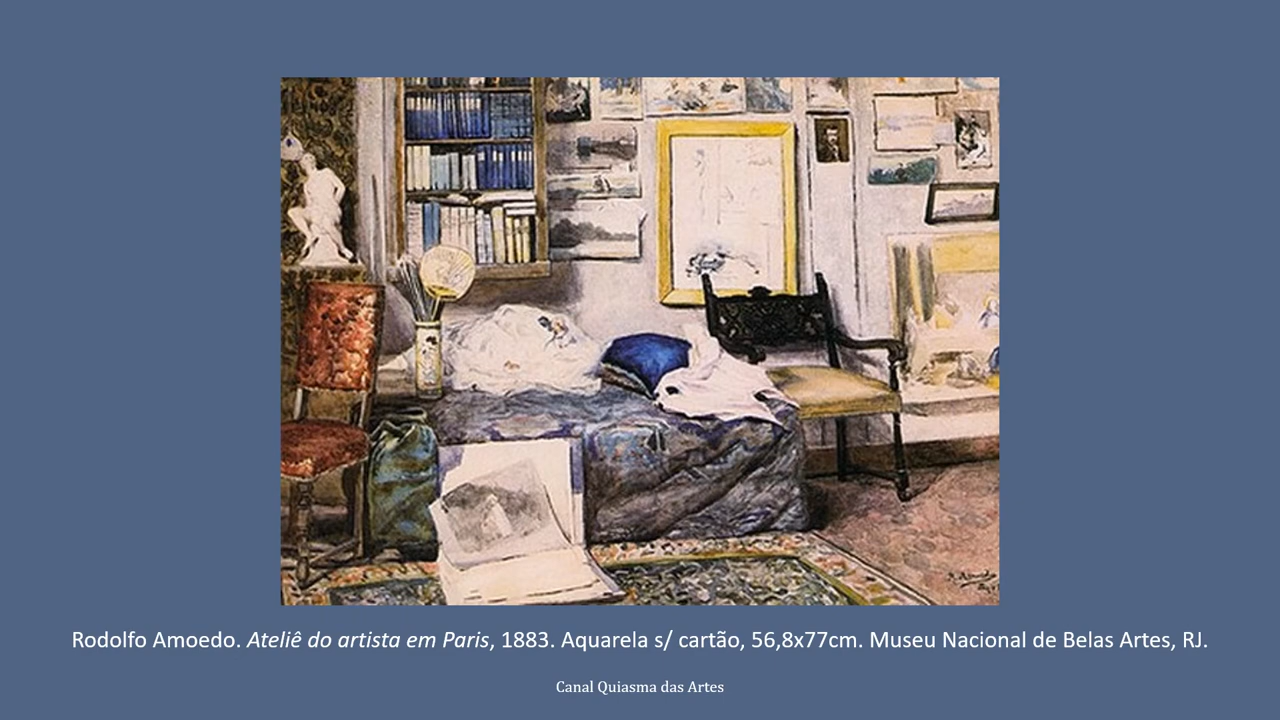 Rodolfo Amoedo. Ateliê do artista em Paris, 1883. Aquarela s/ cartão, 56,8x77cm. Museu Nacional de Belas Artes, RJ.
Canal Quiasma das Artes